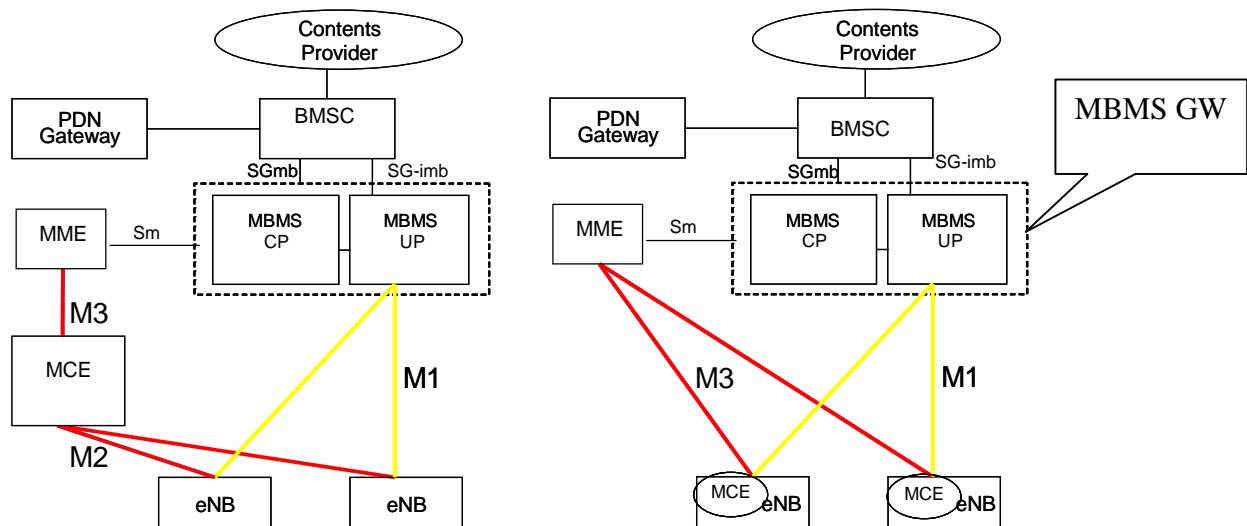 Contents
Provider
PDN
Gateway
BMSC
SGmb
SG-imb
MBMS
CP
MBMS
UP
MME
Sm
M3
MCE
M1
M2
eNB
eNB
Contents
Provider
MBMS GW
PDN
Gateway
BMSC
SGmb
SG-imb
MBMS
CP
MBMS
UP
MME
Sm
M3
M1
MCE
eNB
MCE
eNB